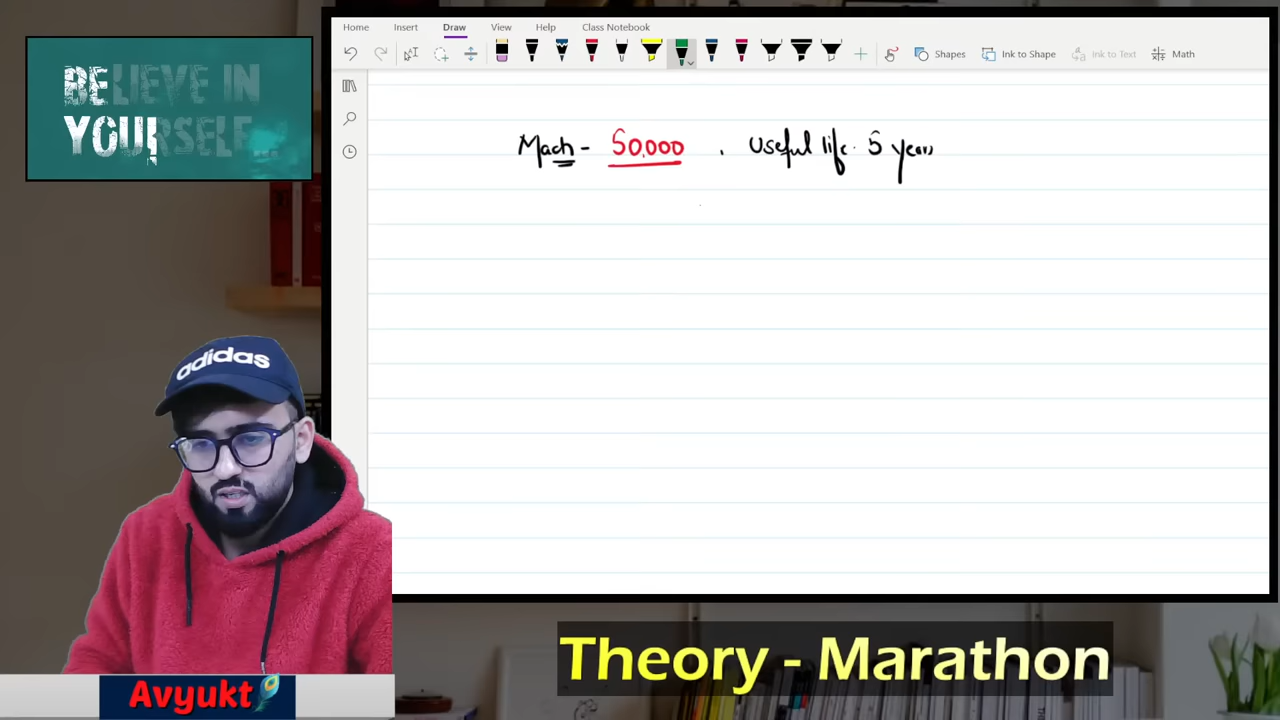 Home Insert Draw View Help Class Notebook
Shapes Ink to Shape Ink to Text Math
BELIEVE IN
YOURSELF...
Mach - 50,000 , Useful life. 5 years
adidas
Theory - Marathon
Avyukt